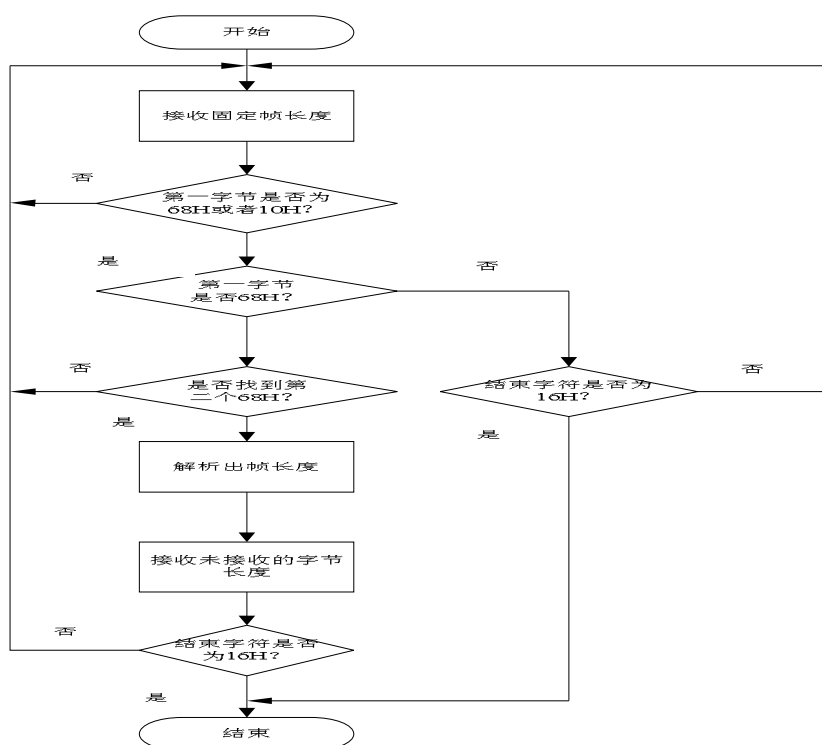 开始
接收固定帧长度
否
第一字节是否为
68H或者10H？
是
第一字节
是否68H？
否
否
是否找到第
二个68H？
结束字符是否为
16H？
否
是
是
解析出帧长度
接收未接收的字节
长度
否
结束字符是否
为16H？
是
结束